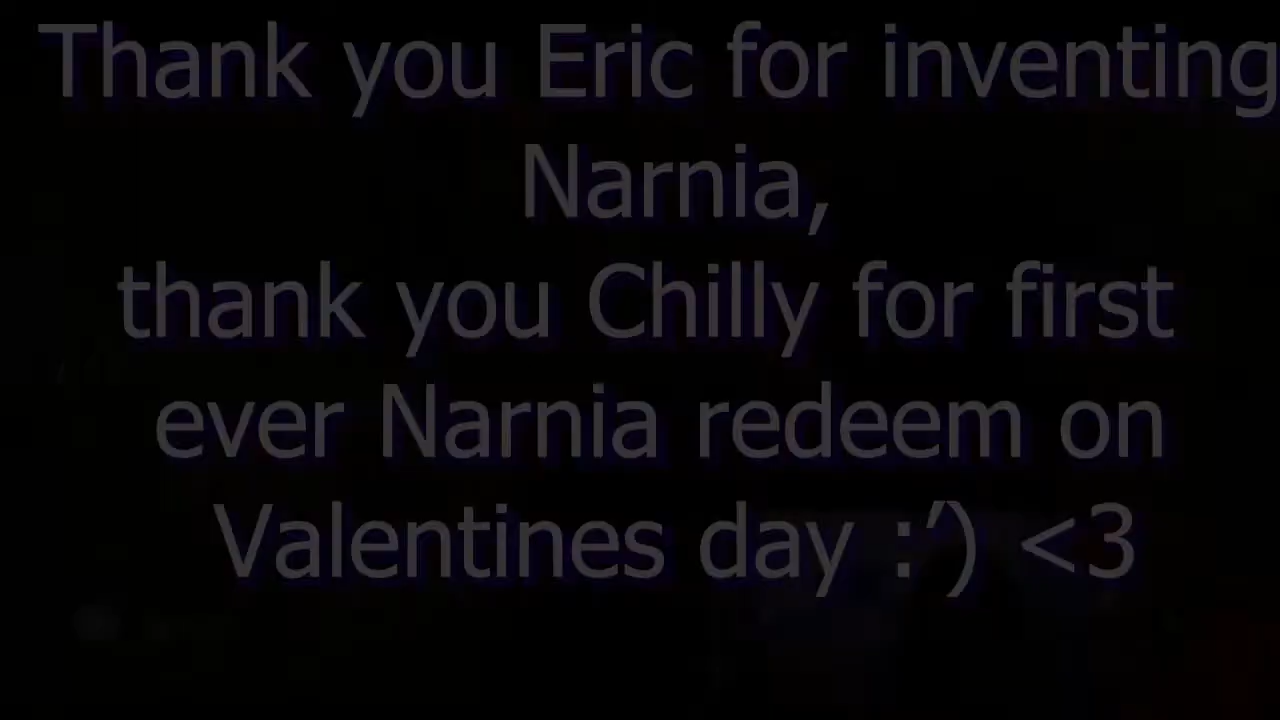 Thank you Eric for inventing
Narnia,
thank you Chilly for first
ever Narnia redeem on
Valentines day :’) <3